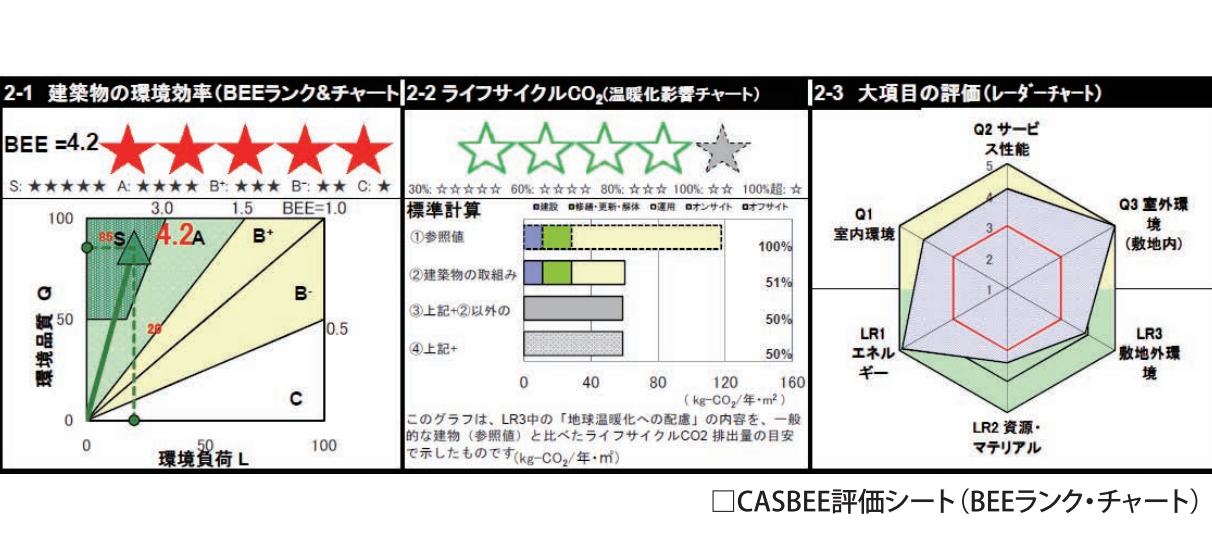 2-1 建築物の環境効率(BEEランク&チャート
BEE =4.2
S: ★★★★★ A: ★★★★ B⁺: ★★★ B⁻: ★★ C: ★
3.0 1.5 BEE=1.0
100
85 S 4.2 A B⁺
B⁻
50
20 0.5
C
0
0 50 100
環境品質 Q
環境負荷 L
2-2 ライフサイクルCO₂(温暖化影響チャート)
30%: ☆☆☆☆☆ 60%: ☆☆☆☆ 80%: ☆☆☆ 100%: ☆☆ 100%超: ☆
標準計算
建設 修繕・更新・解体 運用 オンサイト オフサイト
①参照値 100%
②建築物の取組み 51%
③上記+②以外の 50%
④上記+ 50%
0 40 80 120 160
( kg-CO₂/年・m² )
このグラフは、LR3中の「地球温暖化への配慮」の内容を、一般
的な建物(参照値)と比べたライフサイクルCO2 排出量の目安
で示したものです(kg-CO₂/年・㎡)
2-3 大項目の評価(レーダーチャート)
Q2 サービ
ス性能
5
4
3
2
1
Q1
室内環境
Q3 室外環
境
(敷地内)
LR1
エネル
ギー
LR3
敷地外環
境
LR2 資源・
マテリアル
□CASBEE評価シート(BEEランク・チャート)